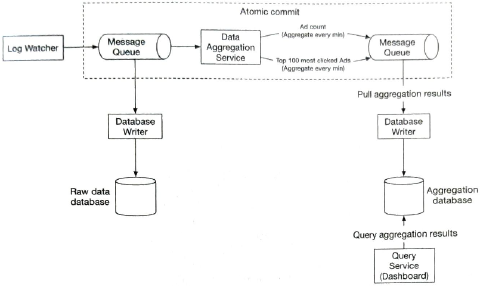 Atomic commit
Log Watcher
Message
Queue
Data
Aggregation
Service
Ad count
(Aggregate every min)
Top 100 most clicked Ads
(Aggregate every min)
Message
Queue
Pull aggregation results
Database
Writer
Database
Writer
Raw data
database
Aggregation
database
Query aggregation results
Query
Service
(Dashboard)